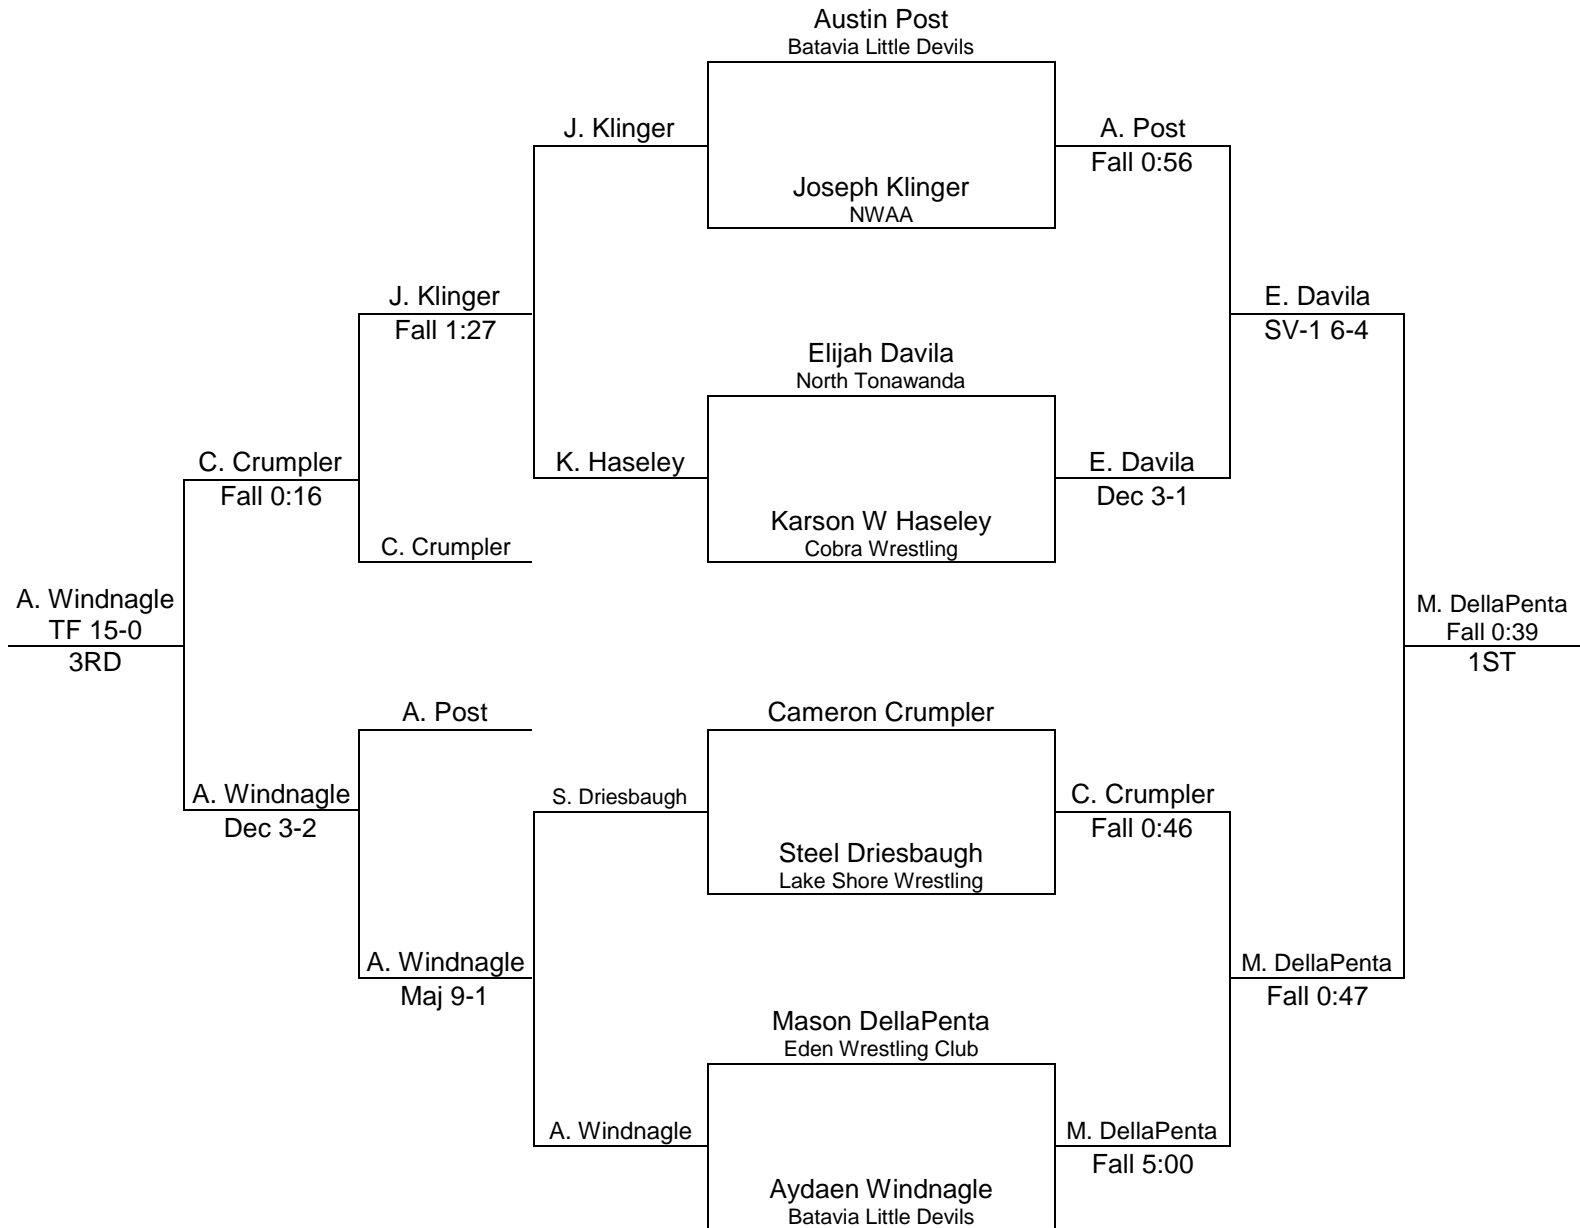 Austin Post
Batavia Little Devils
J. Klinger
A. Post
Fall 0:56
Joseph Klinger
NWAA
J. Klinger
Fall 1:27
E. Davila
SV-1 6-4
Elijah Davila
North Tonawanda
C. Crumpler
Fall 0:16
K. Haseley
E. Davila
Dec 3-1
Karson W Haseley
Cobra Wrestling
C. Crumpler
A. Windnagle
TF 15-0
3RD
M. DellaPenta
Fall 0:39
1ST
A. Post
Cameron Crumpler
A. Windnagle
Dec 3-2
S. Driesbaugh
C. Crumpler
Fall 0:46
Steel Driesbaugh
Lake Shore Wrestling
A. Windnagle
Maj 9-1
M. DellaPenta
Fall 0:47
Mason DellaPenta
Eden Wrestling Club
A. Windnagle
M. DellaPenta
Fall 5:00
Aydaen Windnagle
Batavia Little Devils